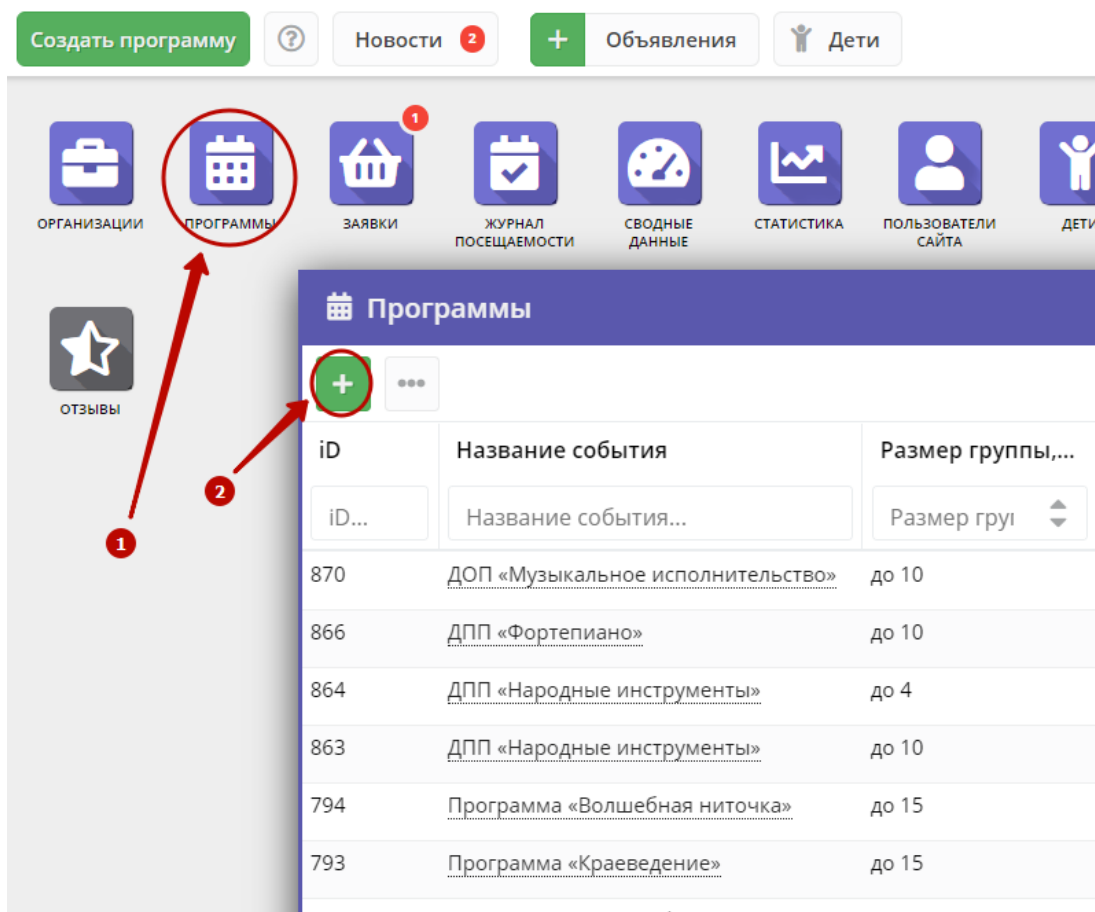 Создать программу
Новости 2
+ Объявления
Дети
1
ОРГАНИЗАЦИИ
ПРОГРАММЫ
ЗАЯВКИ
ЖУРНАЛ
ПОСЕЩАЕМОСТИ
СВОДНЫЕ
ДАННЫЕ
СТАТИСТИКА
ПОЛЬЗОВАТЕЛИ
САЙТА
ДЕТИ
ОТЗЫВЫ
1
2
Программы
+ •••
iD Название события Размер группы,...
iD... Название события... Размер гру
870 ДОП «Музыкальное исполнительство» до 10
866 ДПП «Фортепиано» до 10
864 ДПП «Народные инструменты» до 4
863 ДПП «Народные инструменты» до 10
794 Программа «Волшебная ниточка» до 15
793 Программа «Краеведение» до 15